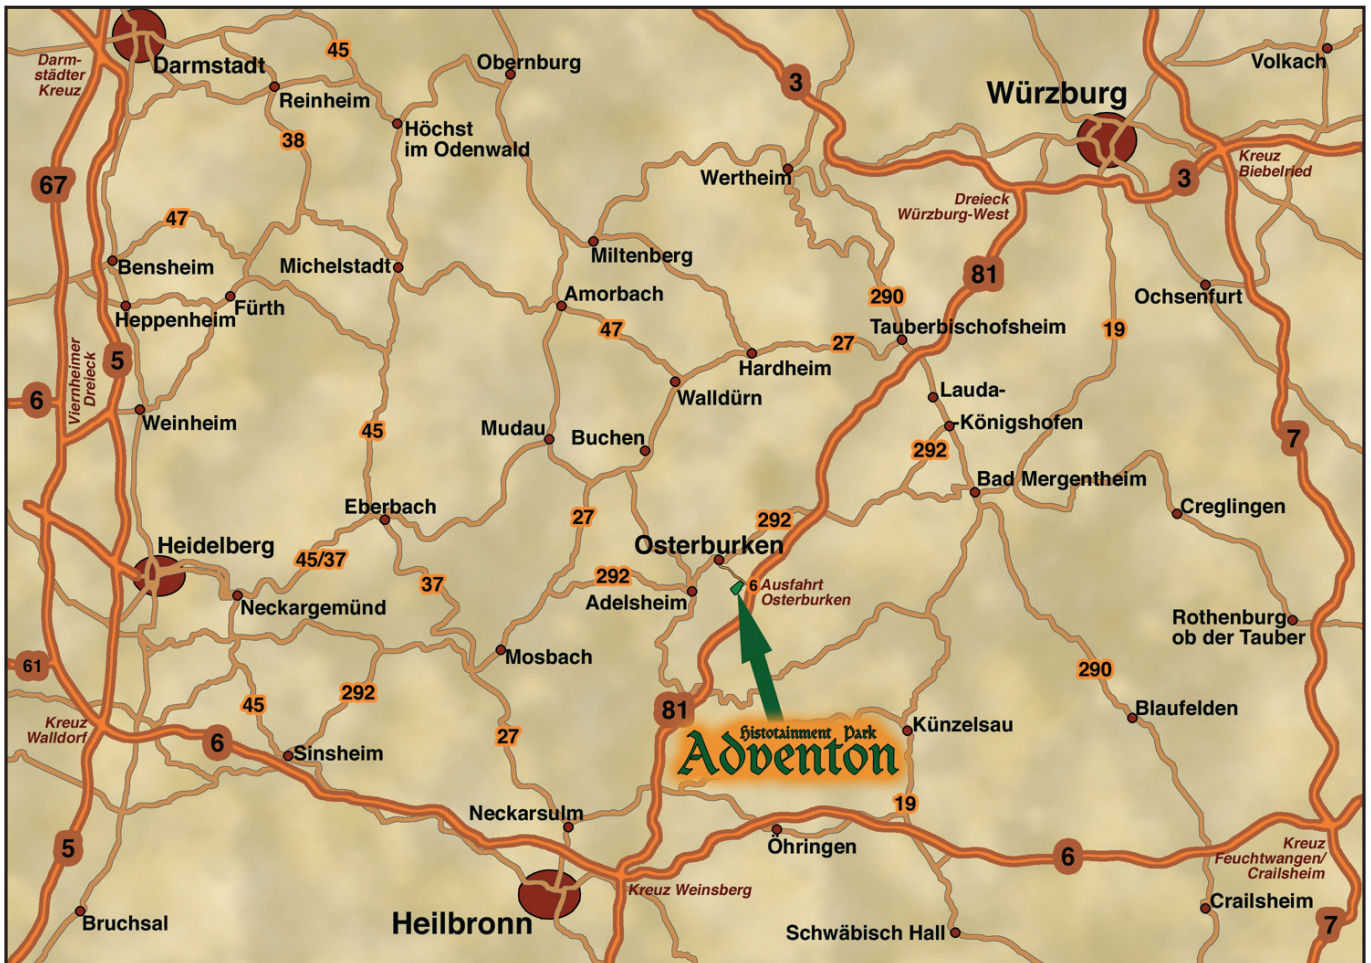 Darm-
städter
Kreuz
Darmstadt
45
Reinheim
Obernburg
3
Würzburg
Volkach
38
Höchst
im Odenwald
67
Wertheim
Kreuz
Biebelried
3
Dreieck
Würzburg-West
47
Bensheim
Michelstadt
Miltenberg
81
Heppenheim
Fürth
Amorbach
290
Ochsenfurt
47
Tauberbischofsheim
19
27
Hardheim
5
Viernheimer
Dreieck
6
Weinheim
Walldürn
Lauda-
-Königshofen
45
Mudau
Buchen
292
7
Bad Mergentheim
Eberbach
Creglingen
27
292
Heidelberg
45/37
Osterburken
37
292
6
Ausfahrt
Osterburken
Neckargemünd
Adelsheim
Rothenburg
ob der Tauber
61
Mosbach
290
45
292
81
Blaufelden
Kreuz
Walldorf
6
27
Histotainment Park
Adventon
Künzelsau
Sinsheim
19
Neckarsulm
5
Öhringen
6
Kreuz
Feuchtwangen/
Crailsheim
Kreuz Weinsberg
Heilbronn
Bruchsal
Crailsheim
Schwäbisch Hall
7